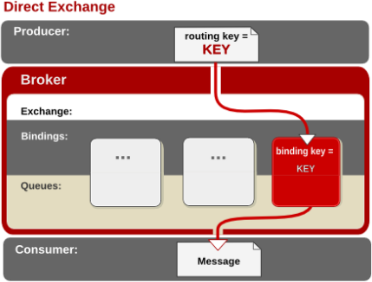 Direct Exchange
Producer:
routing key =
KEY
Broker
Exchange:
Bindings:
...
...
binding key =
KEY
Queues:
Consumer:
Message